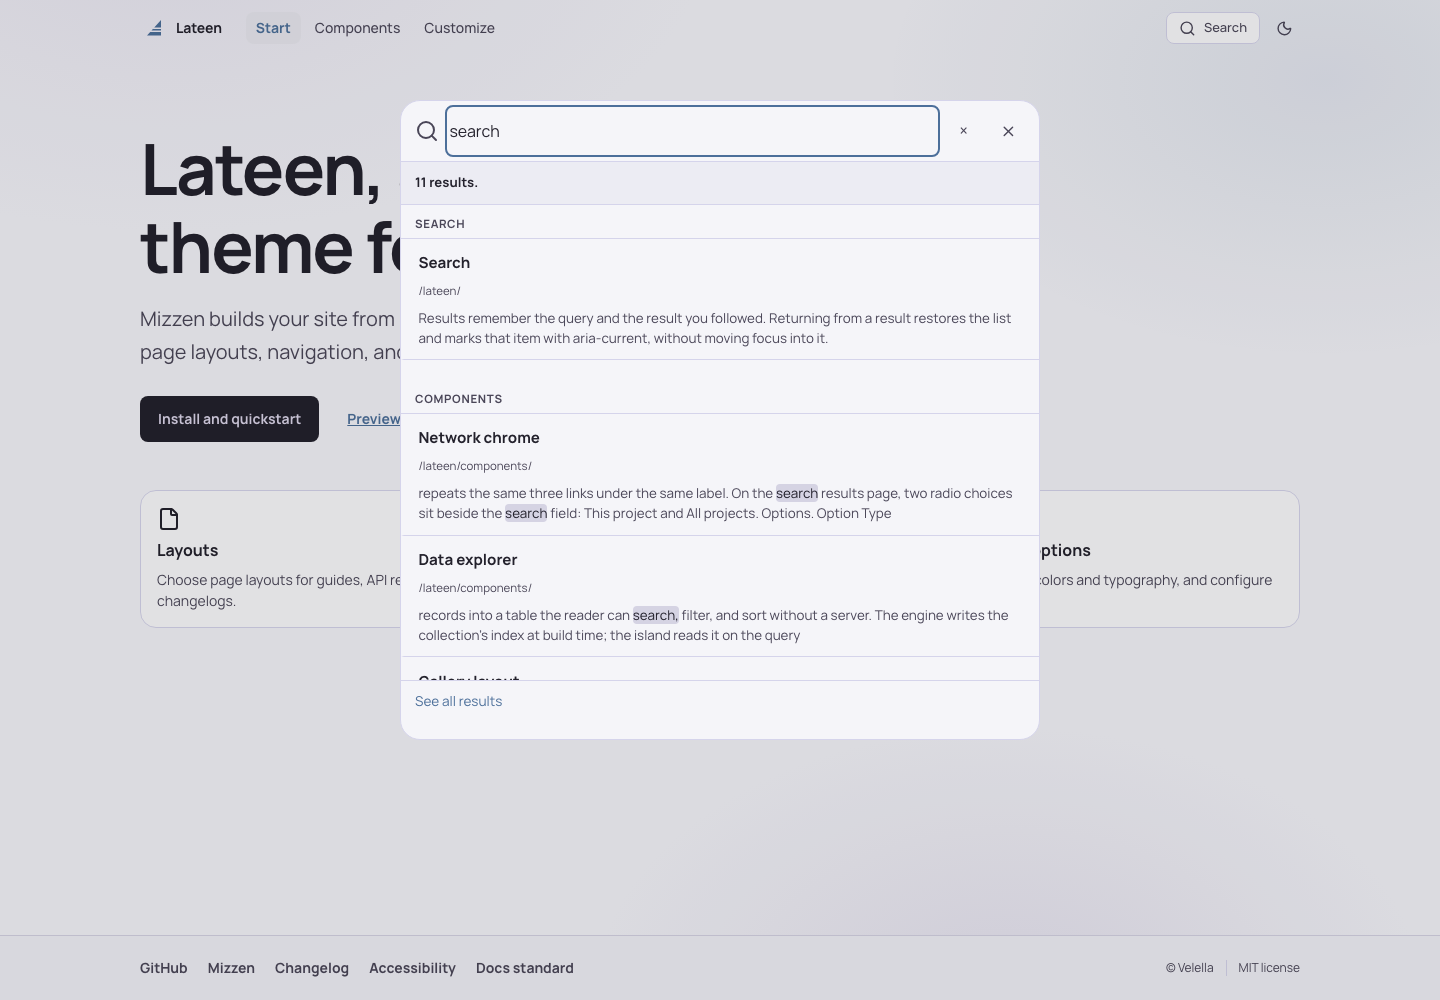 Lateen
Start
Components
Customize
Search
search
×
11 results.
SEARCH
Search
/lateen/
Results remember the query and the result you followed. Returning from a result restores the list
and marks that item with aria-current, without moving focus into it.
COMPONENTS
Network chrome
/lateen/components/
repeats the same three links under the same label. On the search results page, two radio choices
sit beside the search field: This project and All projects. Options. Option Type
Data explorer
/lateen/components/
records into a table the reader can search, filter, and sort without a server. The engine writes the
collection's index at build time; the island reads it on the query
See all results
Lateen,
theme
Mizzen builds your site from
page layouts, navigation,
Install and quickstart
Preview
Layouts
Choose page layouts for guides, API
changelogs.
and typography, and configure
GitHub
Mizzen
Changelog
Accessibility
Docs standard
© Velella
MIT license